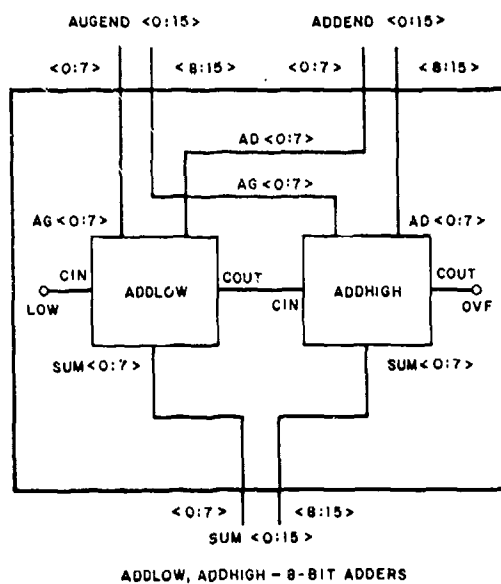 AUGEND <0:15> ADDEND <0:15>
<0:7> <8:15> <0:7> <8:15>
AD<0:7>
AG<0:7>
AG<0:7> AD<0:7>
CIN ADDLOW COUT CIN ADDHIGH COUT
LOW OVF
SUM<0:7> SUM<0:7>
<0:7> <8:15>
SUM <0:15>
ADDLOW, ADDHIGH – 8-BIT ADDERS